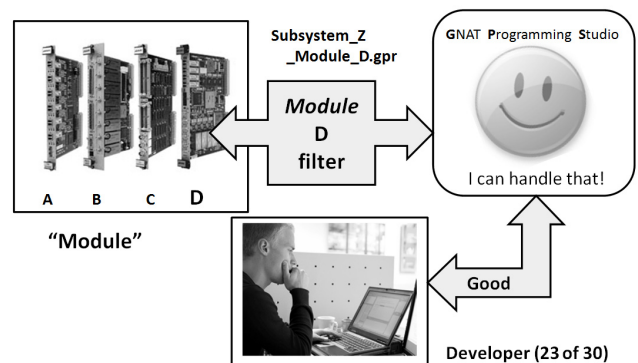 Subsystem_Z
_Module_D.gpr
GNAT Programming Studio
Module
D
filter
I can handle that!
A B C D
“Module”
Good
Developer (23 of 30)